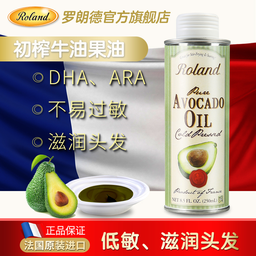 Roland
罗朗德官方旗舰店
初榨牛油果油
DHA、ARA
不易过敏
滋润头发
Roland
Pure
AVOCADO
OIL
Cold Pressed
Product of France
正品保障
法国原装进口
低敏、滋润头发